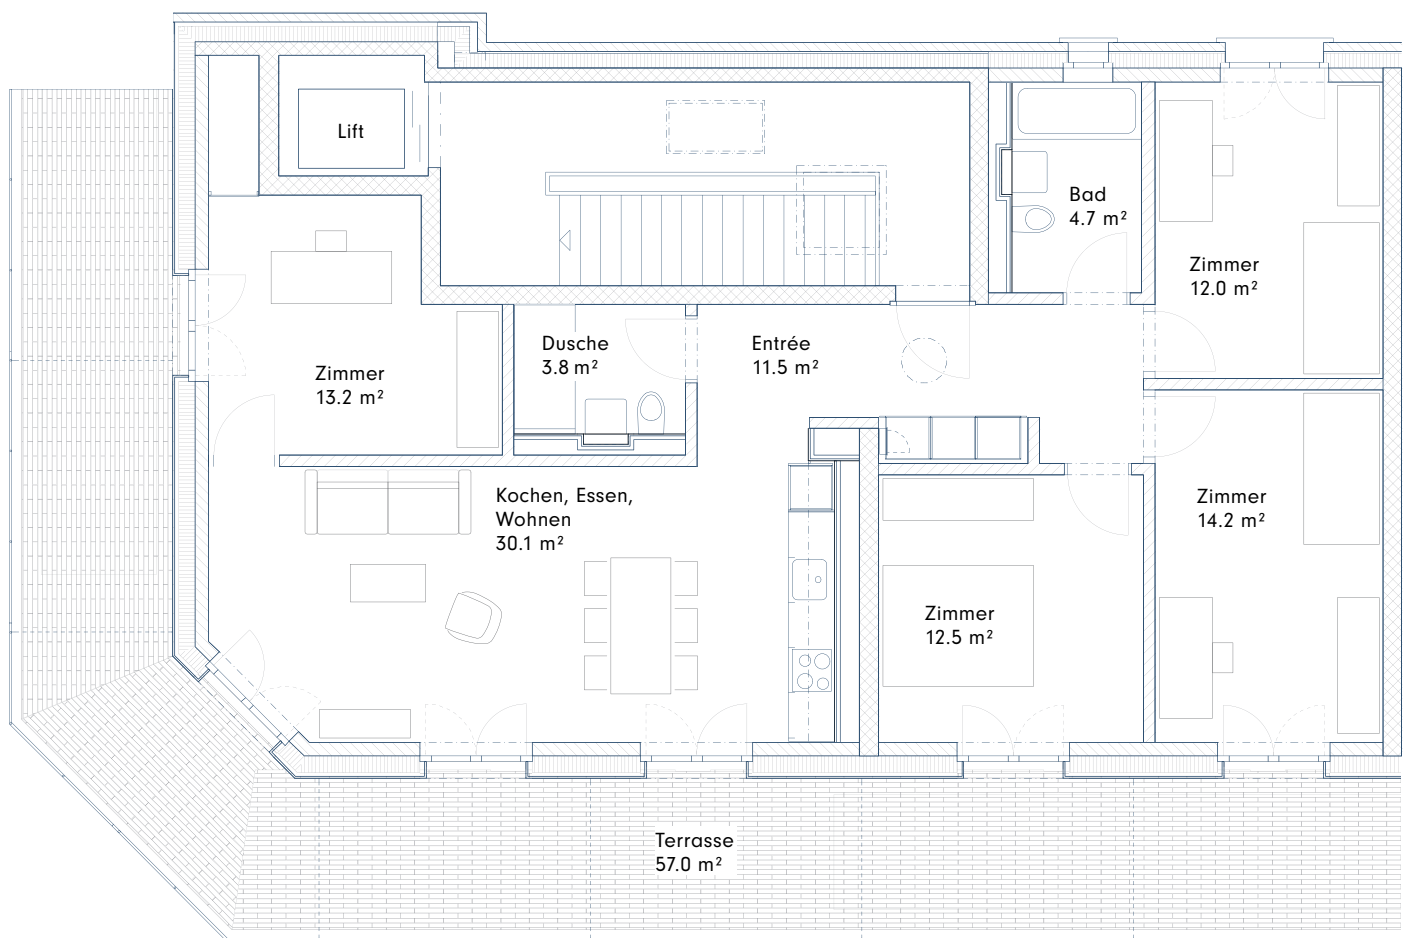 Lift
Bad
4.7 m²
Zimmer
12.0 m²
Dusche
3.8 m²
Entrée
11.5 m²
Zimmer
13.2 m²
Kochen, Essen,
Wohnen
30.1 m²
Zimmer
14.2 m²
Zimmer
12.5 m²
Terrasse
57.0 m²